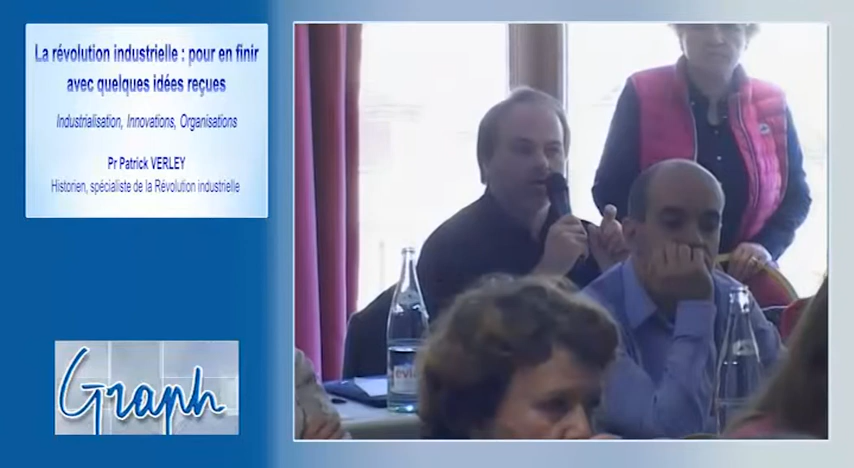 La révolution industrielle : pour en finir
avec quelques idées reçues
Industrialisation, Innovations, Organisations
Pr Patrick VERLEY
Historien, spécialiste de la Révolution industrielle
Graph
evian